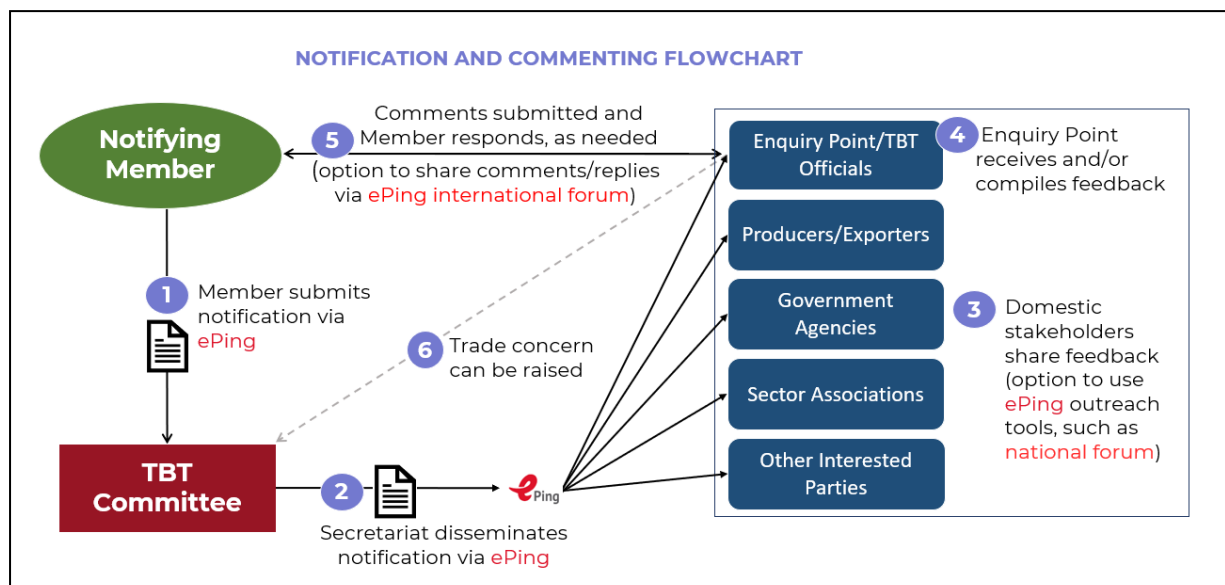 NOTIFICATION AND COMMENTING FLOWCHART
Notifying
Member
5
Comments submitted and
Member responds, as needed
(option to share comments/replies
via ePing international forum)
1
Member submits
notification via
ePing
6
Trade concern
can be raised
TBT
Committee
2
Secretariat disseminates
notification via ePing
ePing
Enquiry Point/TBT
Officials
4
Enquiry Point
receives and/or
compiles feedback
Producers/Exporters
Government
Agencies
3
Domestic
stakeholders
share feedback
(option to use
ePing outreach
tools, such as
national forum)
Sector Associations
Other Interested
Parties